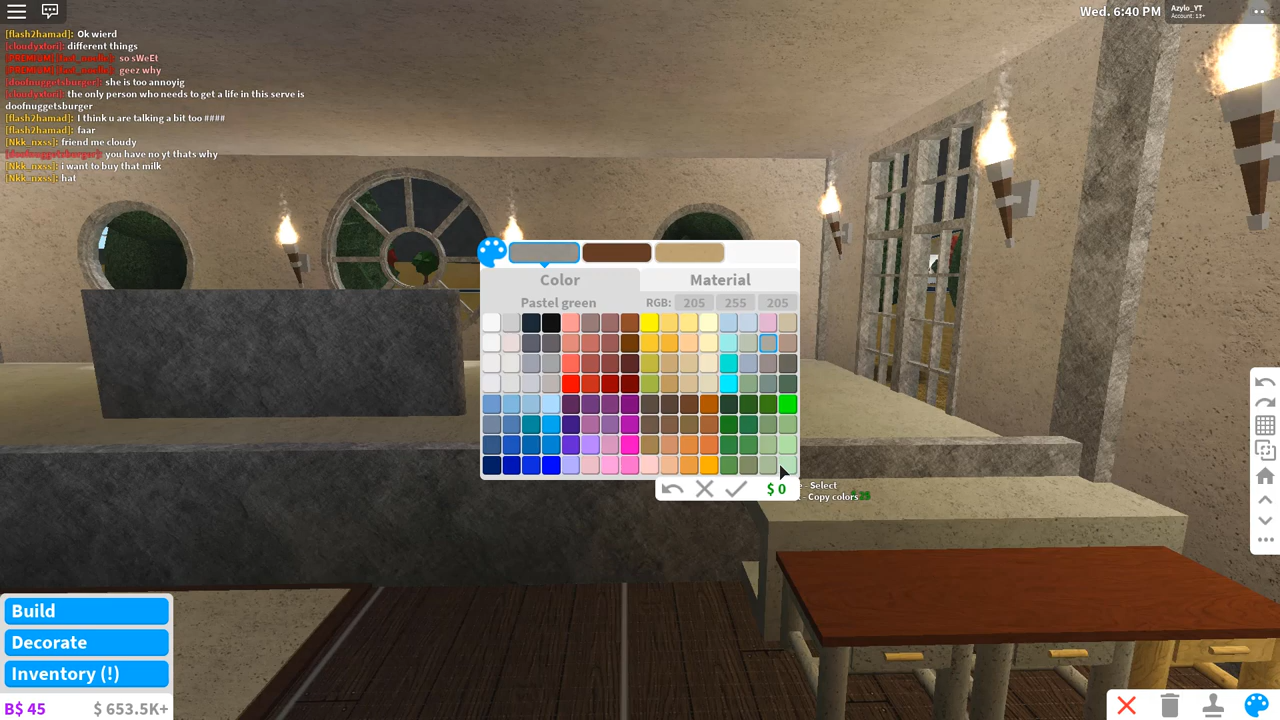 Wed. 6:40 PM
Azylo_YT
Account: 13+
[flash2hamad]: Ok wierd
[cloudyxfori]: different things
so sWeEt
geez why
[doofnuggetsburger]: she is too annoyig
[cloudyxfori]: the only person who needs to get a life in this serve is
doofnuggetsburger
[flash2hamad]: I think u are talking a bit too ####
[flash2hamad]: faar
[Nkk_nxss]: friend me cloudy
[doofnuggetsburger]: you have no yt thats why
[Nkk_nxss]: i want to buy that milk
[Nkk_nxss]: hat
Color
Material
Pastel green
RGB: 205 255 205
$ 0
- Select
- Copy colors
Build
Decorate
Inventory (!)
B$ 45
$ 653.5K+